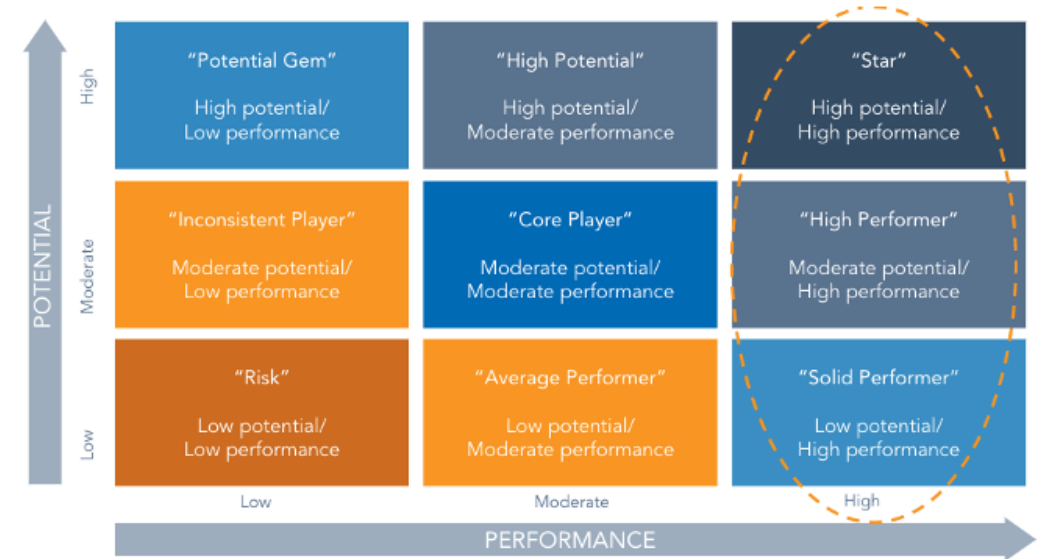 POTENTIAL
High
"Potential Gem"
High potential/
Low performance
"High Potential"
High potential/
Moderate performance
"Star"
High potential/
High performance
Moderate
"Inconsistent Player"
Moderate potential/
Low performance
"Core Player"
Moderate potential/
Moderate performance
"High Performer"
Moderate potential/
High performance
Low
"Risk"
Low potential/
Low performance
"Average Performer"
Low potential/
Moderate performance
"Solid Performer"
Low potential/
High performance
Low
Moderate
High
PERFORMANCE